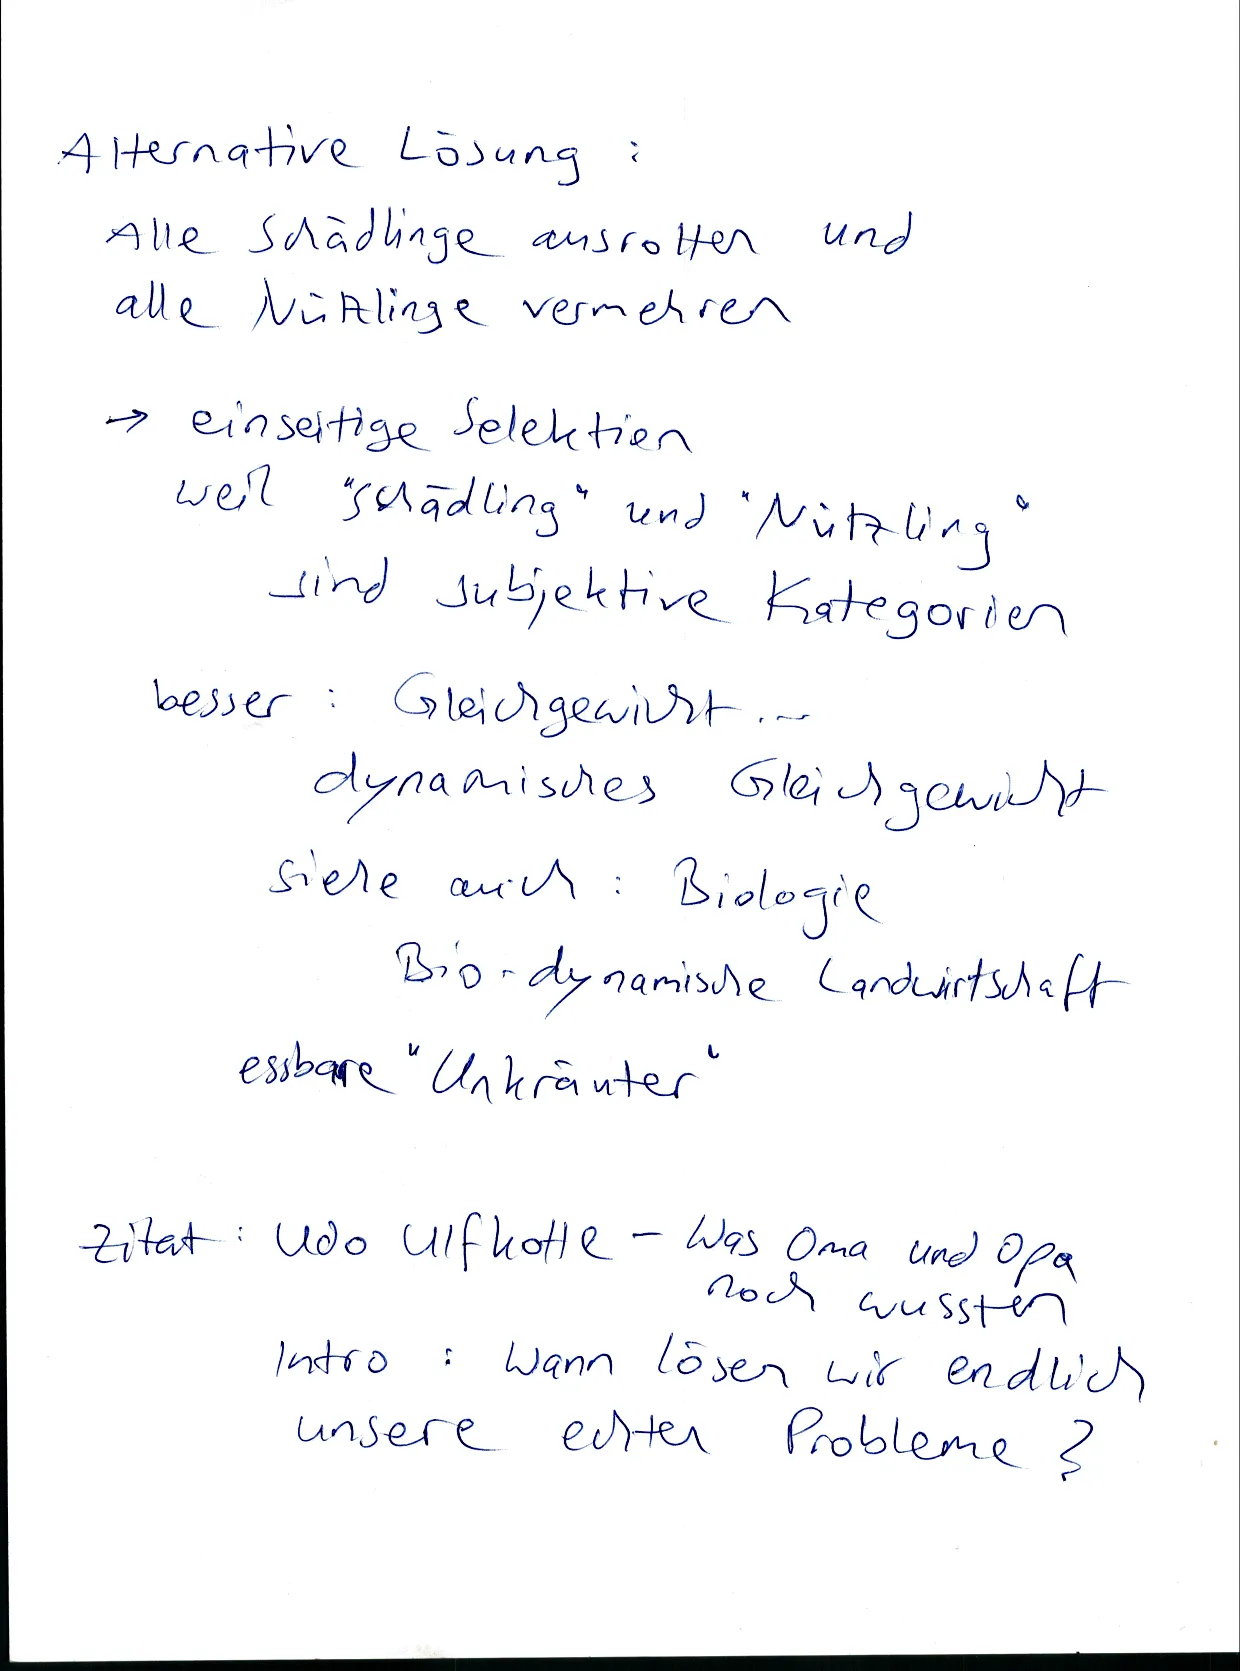 Alternative Lösung :
Alle Schädlinge ausrotten und
alle Nützlinge vermehren
→ einseitige Selektion
weil "Schädling" und "Nützling"
sind subjektive Kategorien
besser : Gleichgewicht...
dynamisches Gleichgewicht
siehe auch : Biologie
Bio-dynamische Landwirtschaft
essbare "Unkräuter"
Zitat : Udo Ulfkotte - Was Oma und Opa
noch wussten
Intro : Wann lösen wir endlich
unsere echten Probleme ?